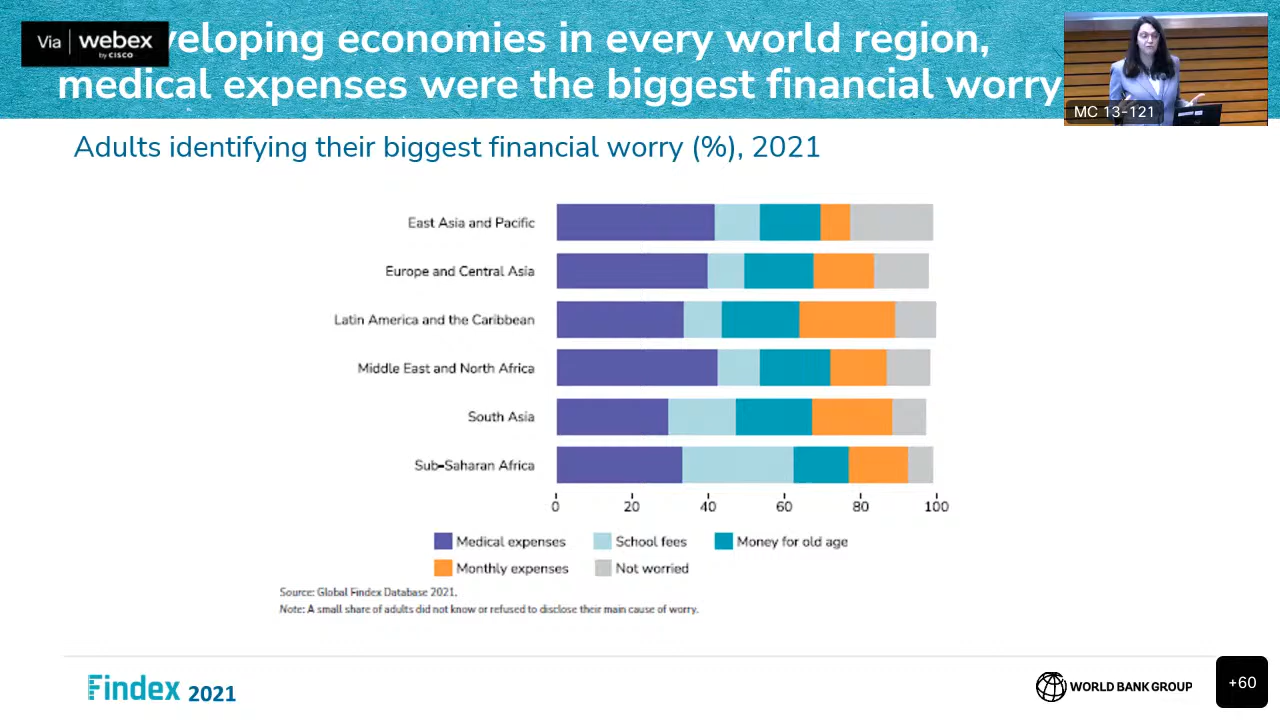 Via webex
by CISCO
veloping economies in every world region,
medical expenses were the biggest financial worry
MC 13-121
Adults identifying their biggest financial worry (%), 2021
East Asia and Pacific
Europe and Central Asia
Latin America and the Caribbean
Middle East and North Africa
South Asia
Sub-Saharan Africa
0 20 40 60 80 100
Medical expenses School fees Money for old age
Monthly expenses Not worried
Source: Global Findex Database 2021.
Note: A small share of adults did not know or refused to disclose their main cause of worry.
Findex 2021
WORLD BANK GROUP
+60